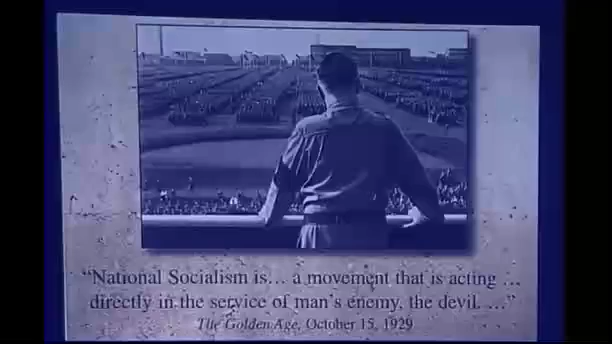 “National Socialism is... a movement that is acting ...
directly in the service of man's enemy, the devil. ...”
The Golden Age, October 15, 1929